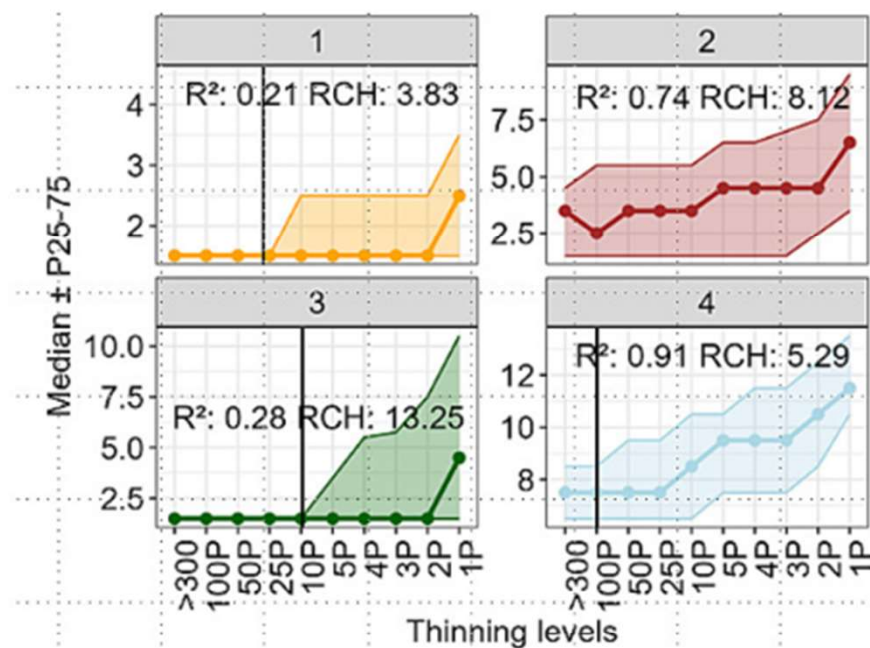 1
2
R²: 0.21 RCH: 3.83
R²: 0.74 RCH: 8.12
4
3
2
7.5
5.0
2.5
Median ± P25-75
3
4
R²: 0.28 RCH: 13.25
R²: 0.91 RCH: 5.29
10.0
7.5
5.0
2.5
12
10
8
>300
100P
50P
25P
10P
5P
4P
3P
2P
1P
>300
100P
50P
25P
10P
5P
4P
3P
2P
1P
Thinning levels